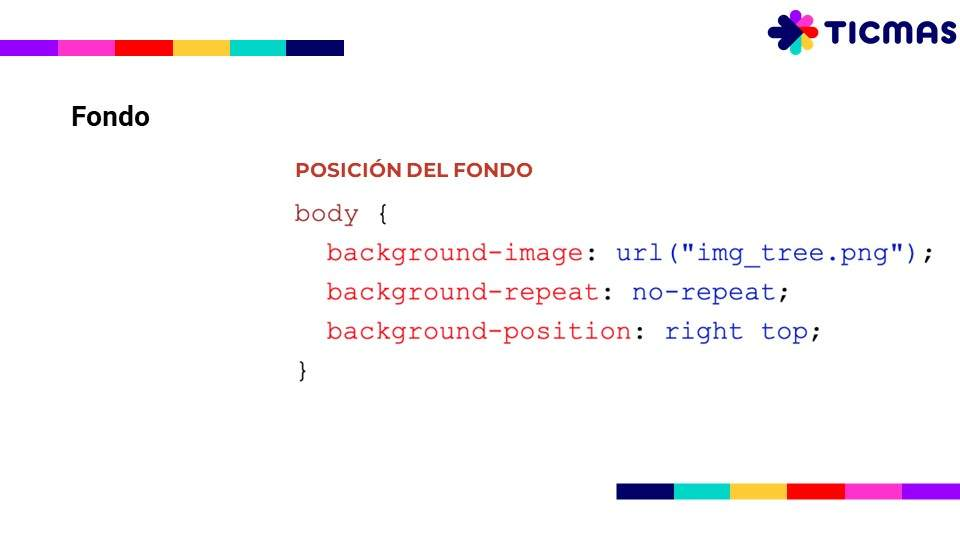 TICMAS
Fondo
POSICIÓN DEL FONDO
body {
  background-image: url("img_tree.png");
  background-repeat: no-repeat;
  background-position: right top;
}